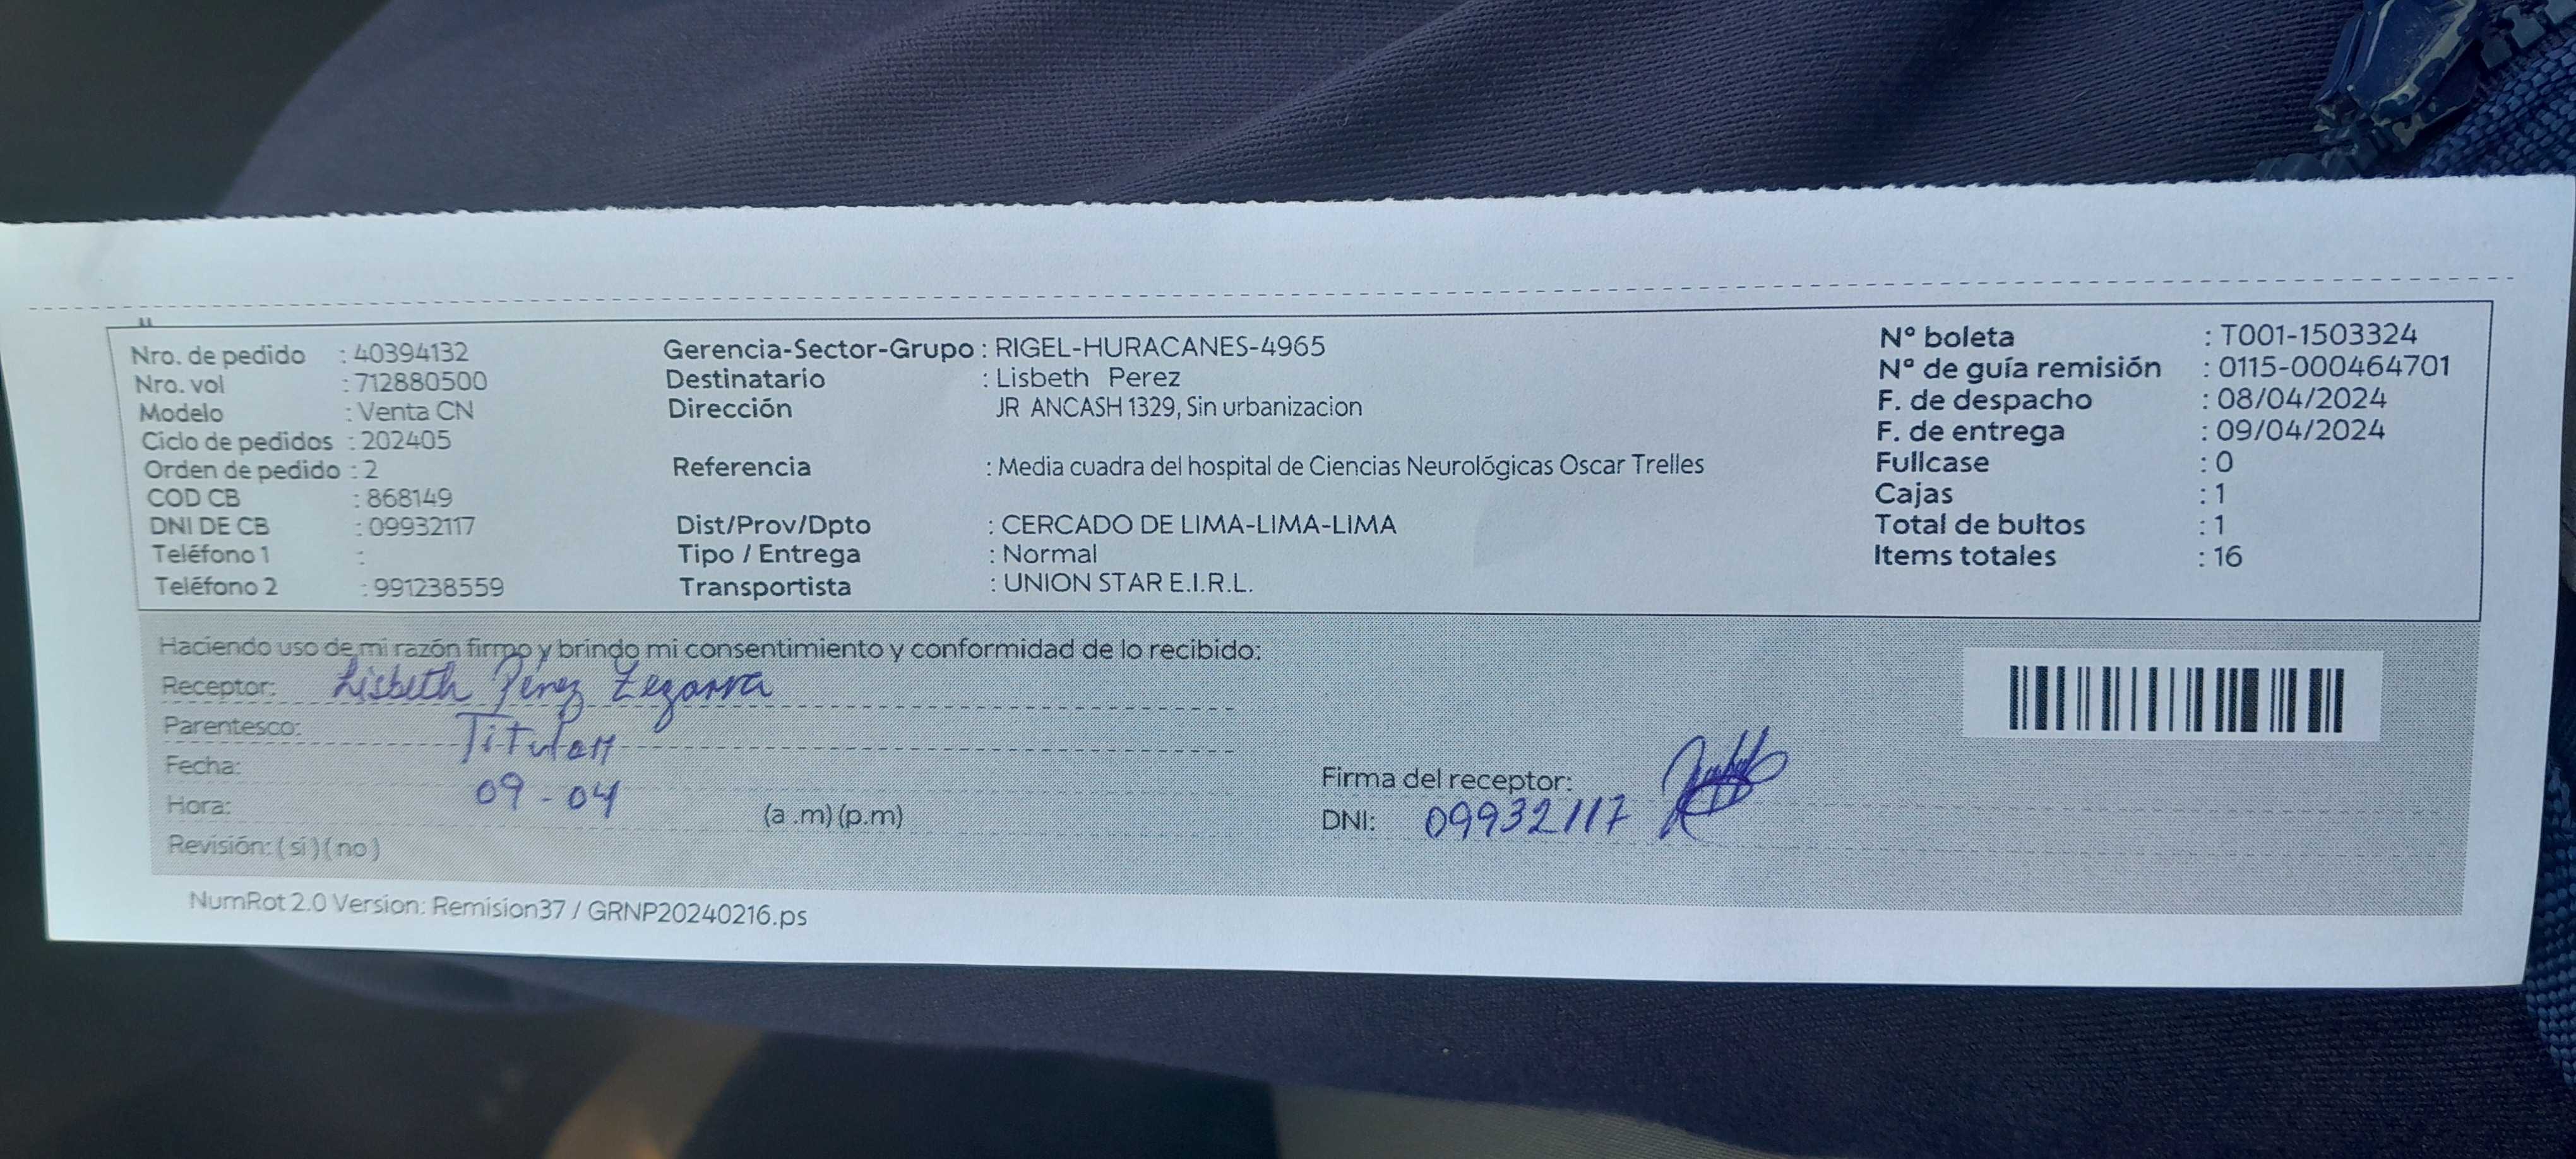 Nro. de pedido : 40394132
Nro. vol : 712880500
Modelo : Venta CN
Ciclo de pedidos : 202405
Orden de pedido : 2
COD CB : 868149
DNI DE CB : 09932117
Teléfono 1 :
Teléfono 2 : 991238559
Gerencia-Sector-Grupo : RIGEL-HURACANES-4965
Destinatario : Lisbeth Perez
Dirección JR ANCASH 1329, Sin urbanizacion
Referencia : Media cuadra del hospital de Ciencias Neurológicas Oscar Trelles
Dist/Prov/Dpto : CERCADO DE LIMA-LIMA-LIMA
Tipo / Entrega : Normal
Transportista : UNION STAR E.I.R.L.
Nº boleta : T001-1503324
Nº de guía remisión : 0115-000464701
F. de despacho : 08/04/2024
F. de entrega : 09/04/2024
Fullcase : 0
Cajas : 1
Total de bultos : 1
Items totales : 16
Haciendo uso de mi razón firmo y brindo mi consentimiento y conformidad de lo recibido:
Receptor: Lisbeth Perez Zegarra
Parentesco: Titular
Fecha: 09-04
Hora: (a .m) (p.m)
Revisión: ( si ) ( no )
Firma del receptor:
DNI: 09932117
NumRot 2.0 Version: Remision37 / GRNP20240216.ps